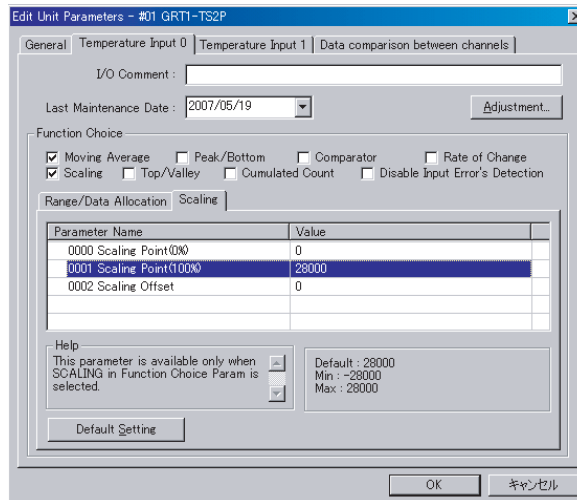 Edit Unit Parameters - #01 GRT1-TS2P
General Temperature Input 0 Temperature Input 1 Data comparison between channels
I/O Comment :
Last Maintenance Date : 2007/05/19 Adjustment...
Function Choice
Moving Average Peak/Bottom Comparator Rate of Change
Scaling Top/Valley Cumulated Count Disable Input Error's Detection
Range/Data Allocation Scaling
Parameter Name Value
0000 Scaling Point(0%) 0
0001 Scaling Point(100%) 28000
0002 Scaling Offset 0
Help
This parameter is available only when
SCALING in Function Choice Param is
selected.
Default : 28000
Min : -28000
Max : 28000
Default Setting
OK キャンセル